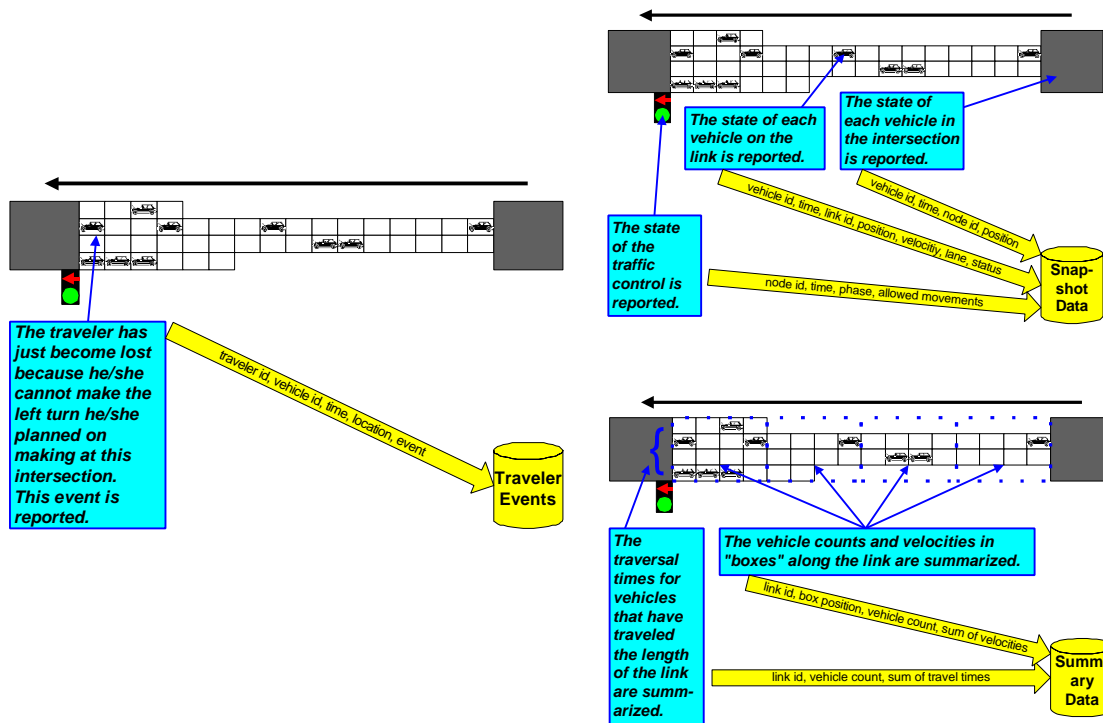 The traveler has
just become lost
because he/she
cannot make the
left turn he/she
planned on
making at this
intersection.
This event is
reported.
traveler id, vehicle id, time, location, event
Traveler
Events
The state of each
vehicle on the
link is reported.
The state of
each vehicle in
the intersection
is reported.
The state
of the
traffic
control is
reported.
vehicle id, time, node id, position
vehicle id, time, link id, position, velocitiy, lane, status
node id, time, phase, allowed movements
Snap-
shot
Data
The
traversal
times for
vehicles
that have
traveled
the length
of the link
are summ-
arized.
The vehicle counts and velocities in
"boxes" along the link are summarized.
link id, box position, vehicle count, sum of velocities
link id, vehicle count, sum of travel times
Summ
ary
Data